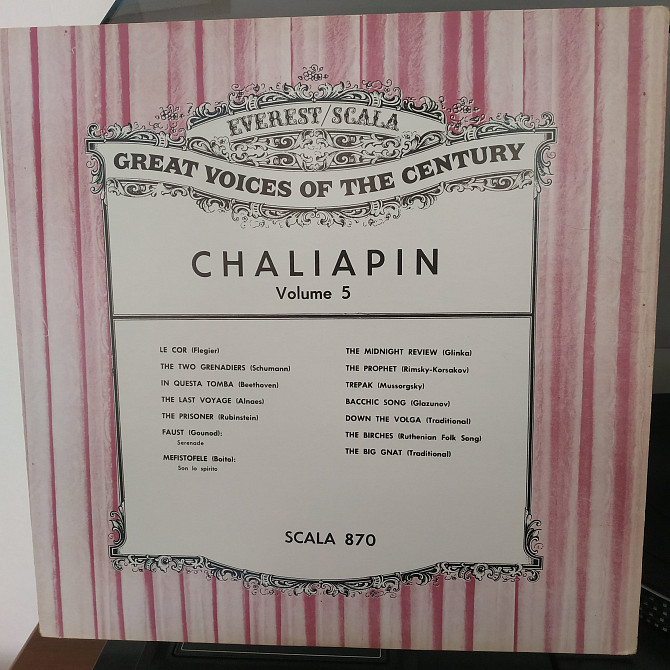 EVEREST/SCALA
GREAT VOICES OF THE CENTURY
CHALIAPIN
Volume 5
LE COR (Flegier)
THE TWO GRENADIERS (Schumann)
IN QUESTA TOMBA (Beethoven)
THE LAST VOYAGE (Alnaes)
THE PRISONER (Rubinstein)
FAUST (Gounod):
Serenade
MEFISTOFELE (Boito):
Son lo spirito
THE MIDNIGHT REVIEW (Glinka)
THE PROPHET (Rimsky-Korsakov)
TREPAK (Mussorgsky)
BACCHIC SONG (Glazunov)
DOWN THE VOLGA (Traditional)
THE BIRCHES (Ruthenian Folk Song)
THE BIG GNAT (Traditional)
SCALA 870